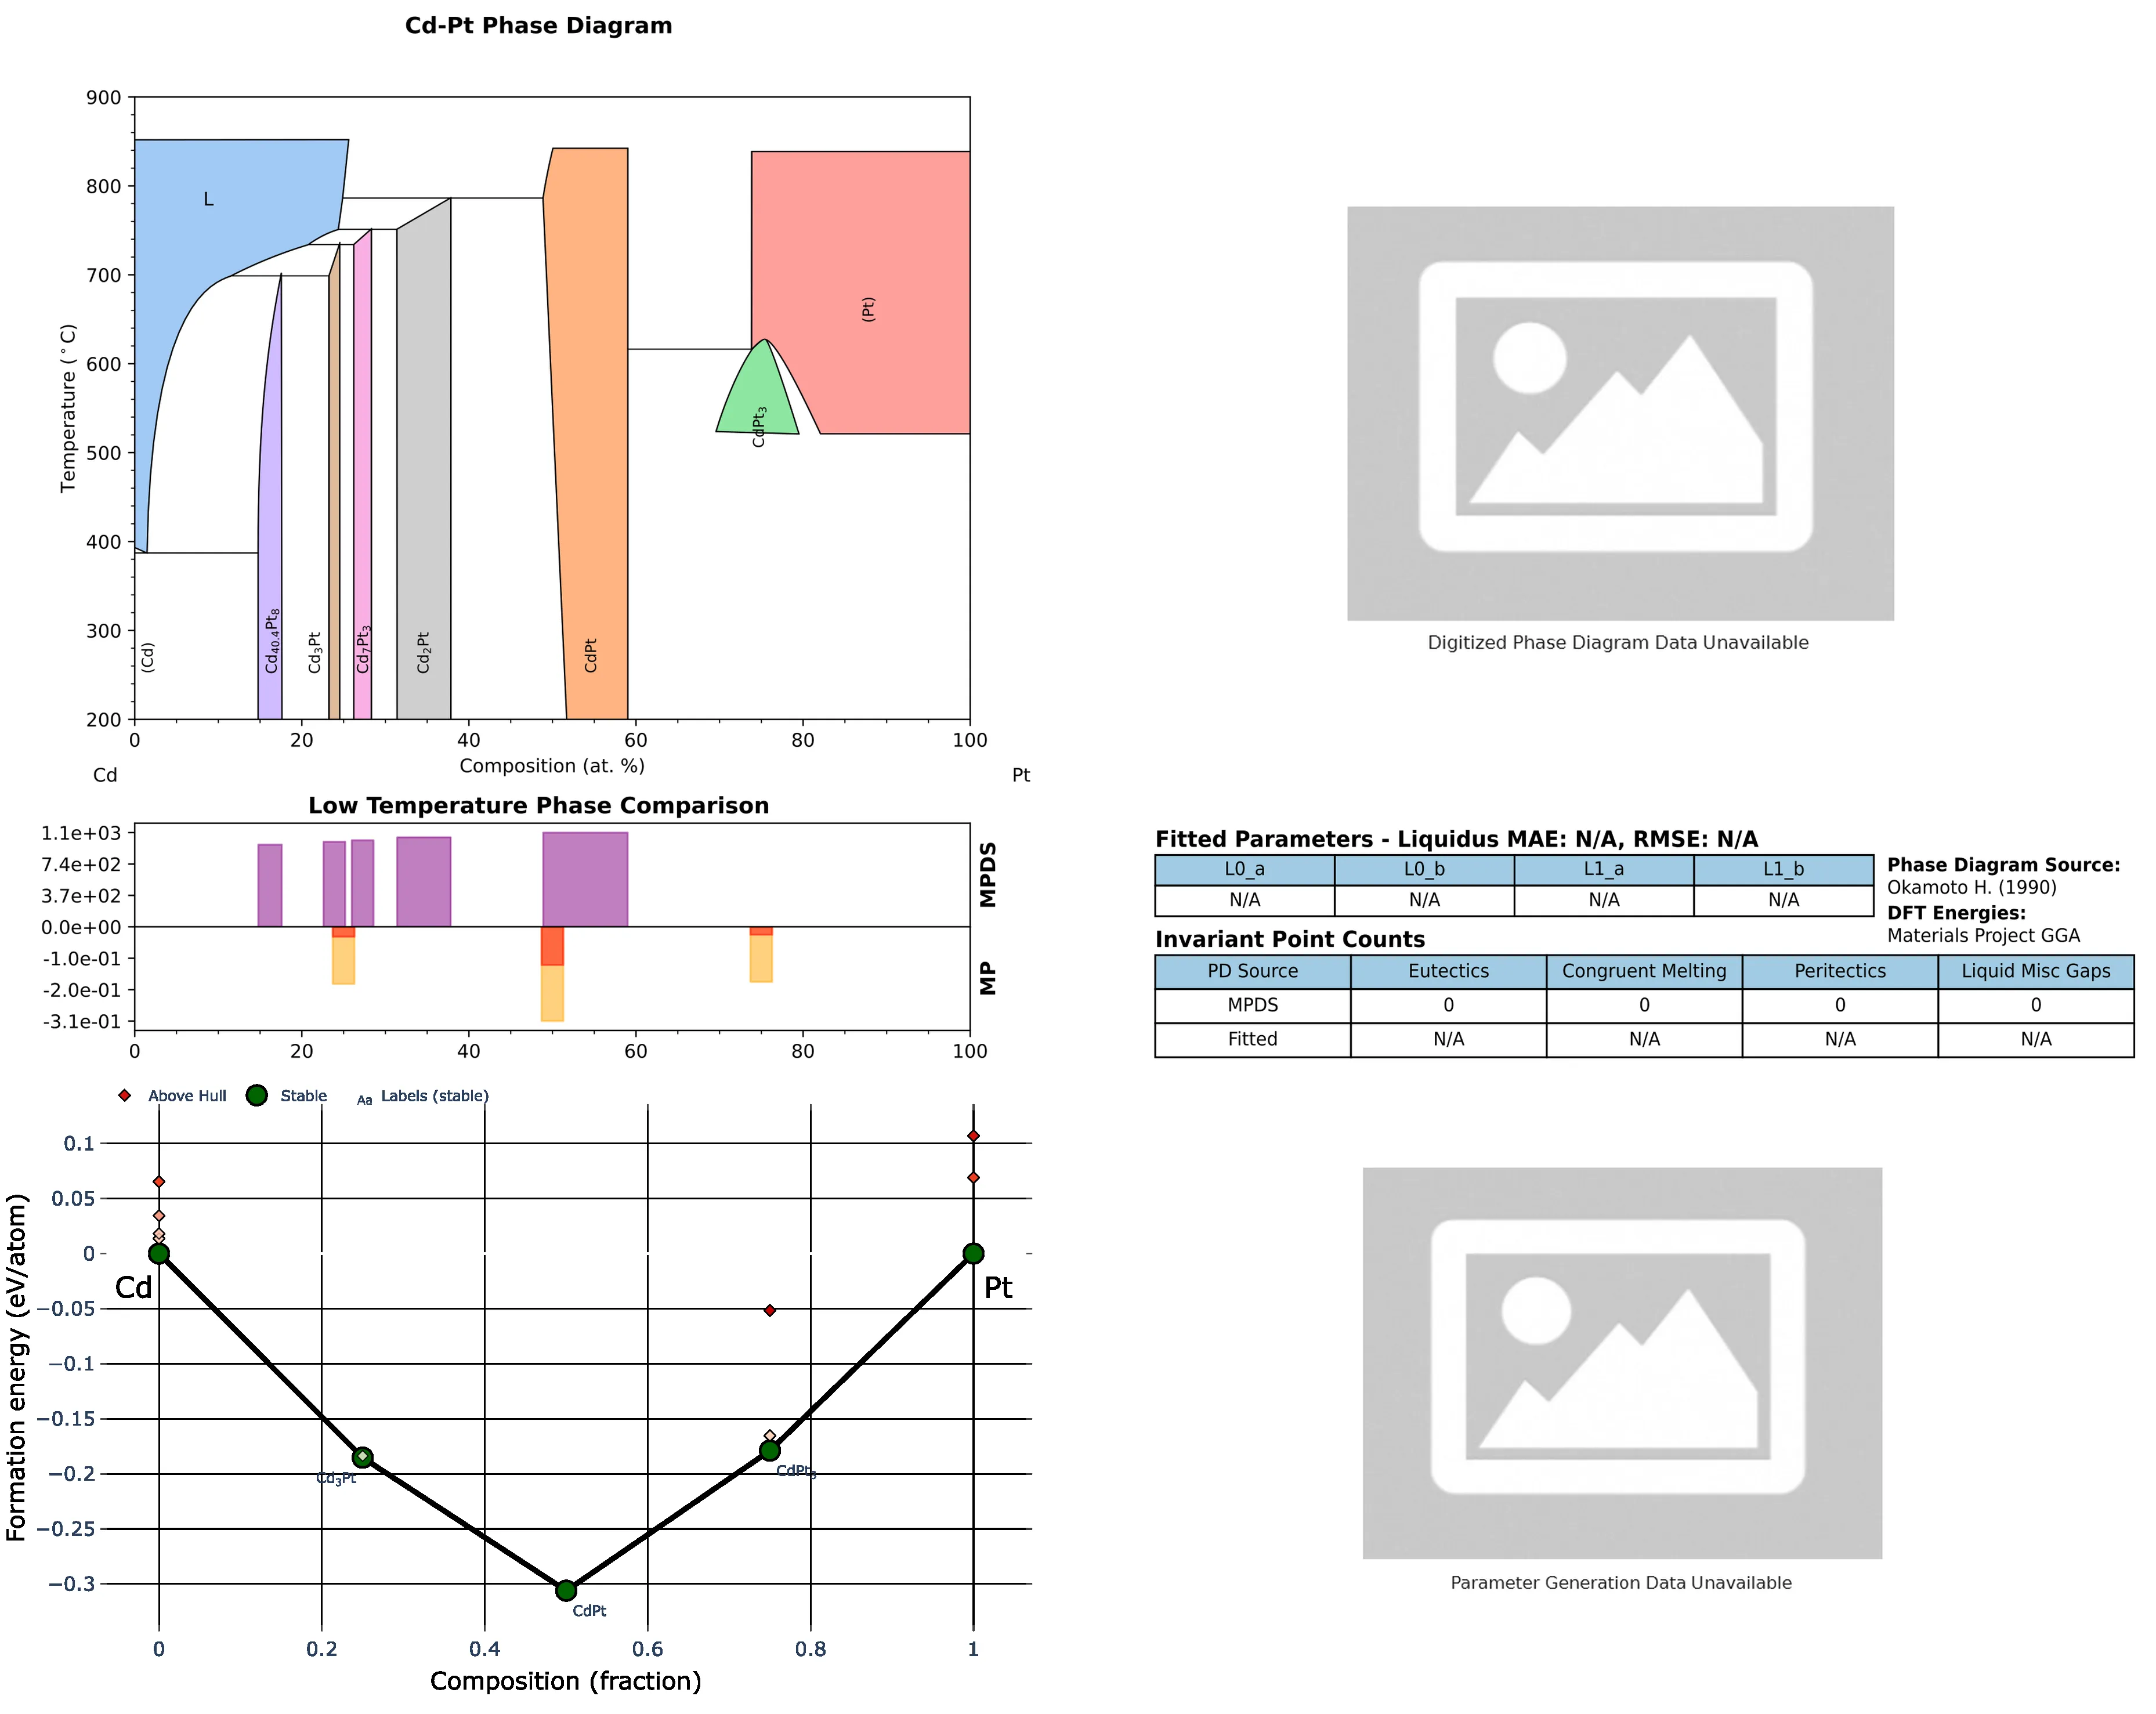 Cd-Pt Phase Diagram
900
800
700
600
500
400
300
200
Temperature (°C)
L
(Cd)
Cd40.4Pt8
Cd3Pt
Cd7Pt3
Cd2Pt
CdPt
CdPt3
(Pt)
0 20 40 60 80 100
Composition (at. %)
Cd Pt
Digitized Phase Diagram Data Unavailable
Low Temperature Phase Comparison
1.1e+03
7.4e+02
3.7e+02
0.0e+00
-1.0e-01
-2.0e-01
-3.1e-01
MPDS
MP
0 20 40 60 80 100
Fitted Parameters - Liquidus MAE: N/A, RMSE: N/A
L0_a L0_b L1_a L1_b
N/A N/A N/A N/A
Phase Diagram Source:
Okamoto H. (1990)
DFT Energies:
Materials Project GGA
Invariant Point Counts
PD Source Eutectics Congruent Melting Peritectics Liquid Misc Gaps
MPDS 0 0 0 0
Fitted N/A N/A N/A N/A
Above Hull Stable Aa Labels (stable)
0.1
0.05
0
−0.05
−0.1
−0.15
−0.2
−0.25
−0.3
Formation energy (eV/atom)
Cd
Pt
Cd3Pt
CdPt3
CdPt
0 0.2 0.4 0.6 0.8 1
Composition (fraction)
Parameter Generation Data Unavailable